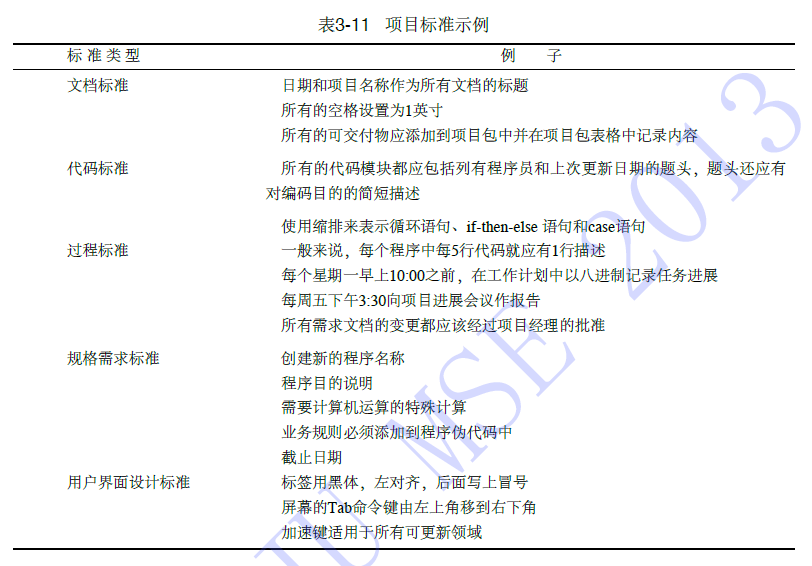 表3-11 项目标准示例
标 准 类 型 例 子
文档标准 日期和项目名称作为所有文档的标题
所有的空格设置为1英寸
所有的可交付物应添加到项目包中并在项目包表格中记录内容
代码标准 所有的代码模块都应包括列有程序员和上次更新日期的题头，题头还应有
对编码目的的简短描述
使用缩排来表示循环语句、if-then-else 语句和case语句
过程标准 一般来说，每个程序中每5行代码就应有1行描述
每个星期一早上10:00之前，在工作计划中以八进制记录任务进展
每周五下午3:30向项目进展会议作报告
所有需求文档的变更都应该经过项目经理的批准
规格需求标准 创建新的程序名称
程序目的说明
需要计算机运算的特殊计算
业务规则必须添加到程序伪代码中
截止日期
用户界面设计标准 标签用黑体，左对齐，后面写上冒号
屏幕的Tab命令键由左上角移到右下角
加速键适用于所有可更新领域
MSE 2013